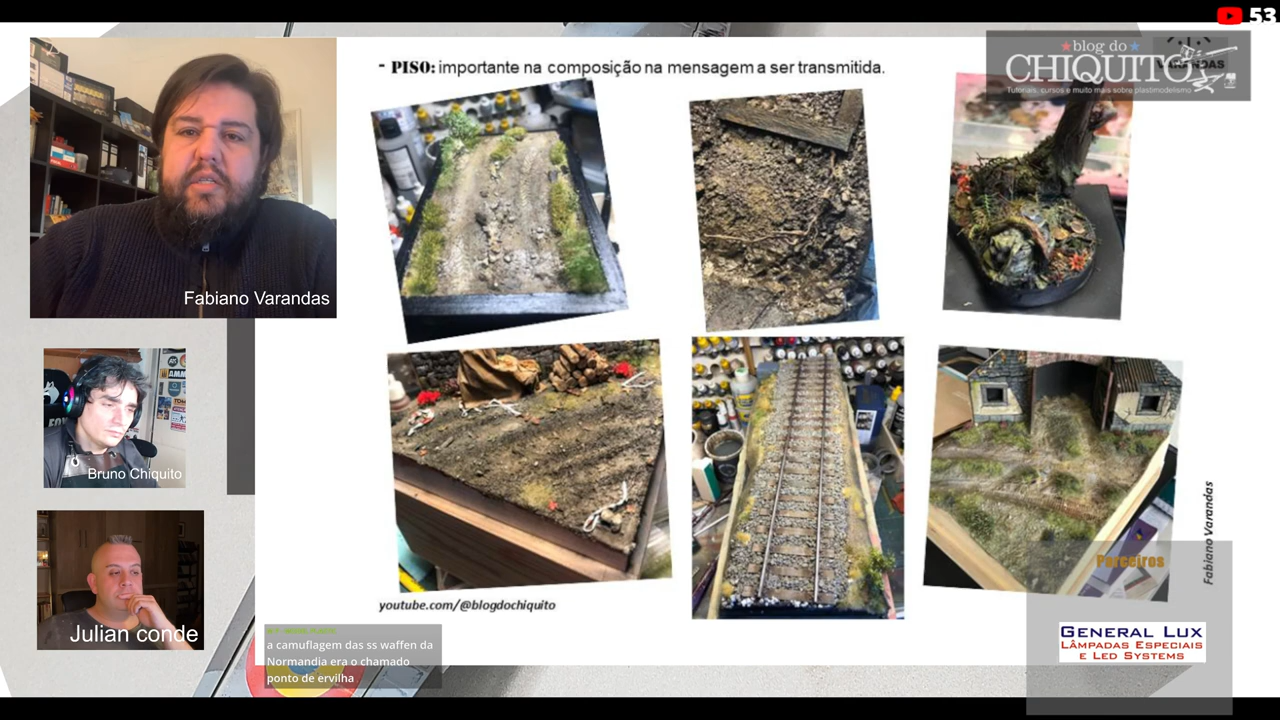 53
- PISO: importante na composição na mensagem a ser transmitida.
blog do
CHIQUITO
Tutoriais, cursos e muito mais sobre plastimodelismo
VARANDAS
Fabiano Varandas
Bruno Chiquito
Julian conde
youtube.com/@blogdochiquito
Fabiano Varandas
Parceiros
GENERAL LUX
LÂMPADAS ESPECIAIS
E LED SYSTEMS
a camuflagem das ss waffen da
Normandia era o chamado
ponto de ervilha